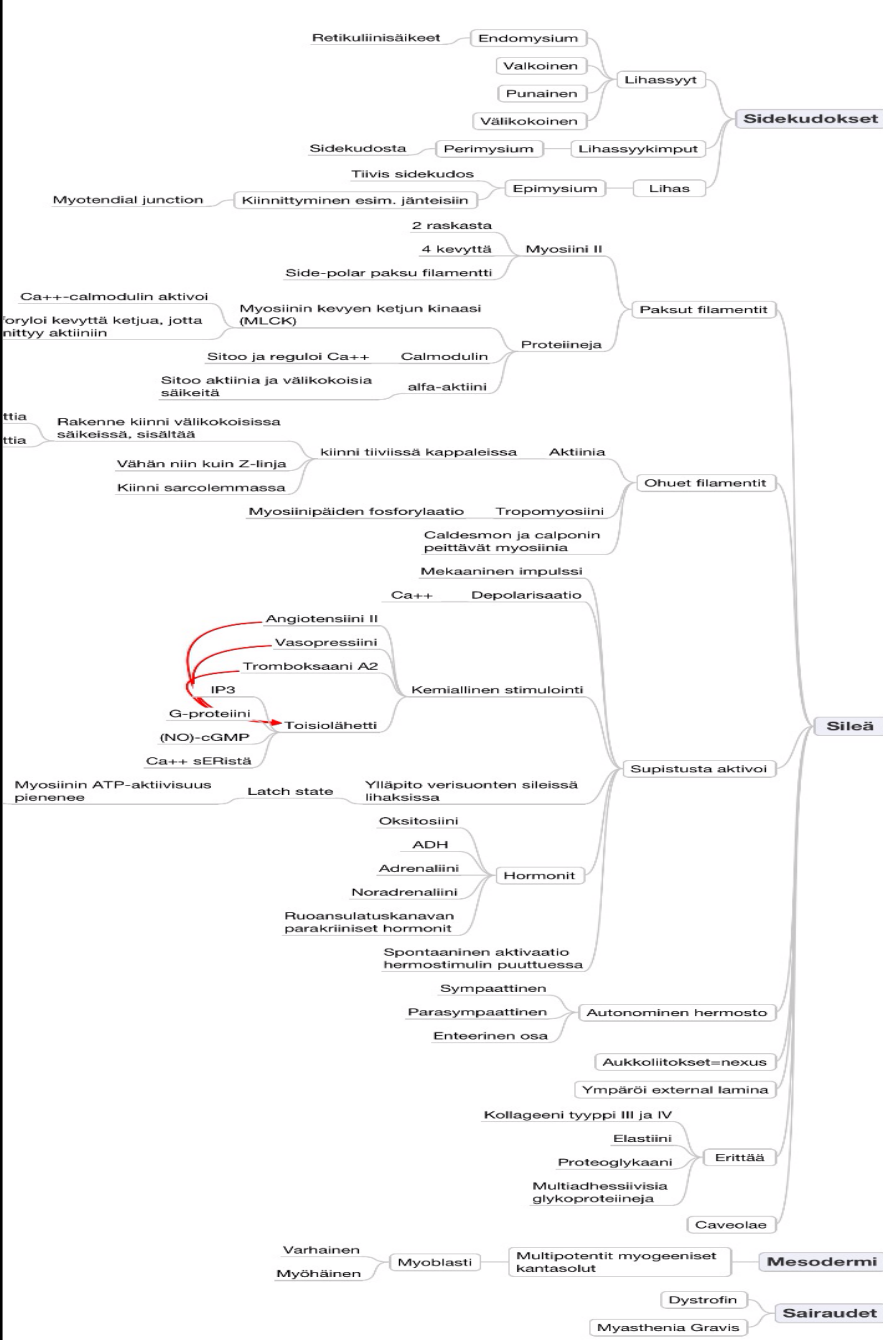 Retikuliinisäikeet
Endomysium
Valkoinen
Punainen
Välikokoinen
Lihassyyt
Sidekudokset
Sidekudosta
Perimysium
Lihassyykimput
Tiivis sidekudos
Myotendial junction
Kiinnittyminen esim. jänteisiin
Epimysium
Lihas
2 raskasta
4 kevyttä
Side-polar paksu filamentti
Myosiini II
Ca++-calmodulin aktivoi
foryloi kevyttä ketjua, jotta
nittyy aktiiniin
Myosiinin kevyen ketjun kinaasi
(MLCK)
Sitoo ja reguloi Ca++
Calmodulin
Sitoo aktiinia ja välikokoisia
säikeitä
alfa-aktiini
Proteiineja
Paksut filamentit
ttia
ttia
Rakenne kiinni välikokoisissa
säikeissä, sisältää
Vähän niin kuin Z-linja
Kiinni sarcolemmassa
kiinni tiiviissä kappaleissa
Aktiinia
Myosiinipäiden fosforylaatio
Tropomyosiini
Caldesmon ja calponin
peittävät myosiinia
Ohuet filamentit
Mekaaninen impulssi
Ca++
Depolarisaatio
Angiotensiini II
Vasopressiini
Tromboksaani A2
IP3
G-proteiini
(NO)-cGMP
Ca++ sERistä
Toisiolähetti
Kemiallinen stimulointi
Myosiinin ATP-aktiivisuus
pienenee
Latch state
Ylläpito verisuonten sileissä
lihaksissa
Oksitosiini
ADH
Adrenaliini
Noradrenaliini
Ruoansulatuskanavan
parakriiniset hormonit
Hormonit
Spontaaninen aktivaatio
hermostimulin puuttuessa
Supistusta aktivoi
Sileä
Sympaattinen
Parasympaattinen
Enteerinen osa
Autonominen hermosto
Aukkoliitokset=nexus
Ympäröi external lamina
Kollageeni tyyppi III ja IV
Elastiini
Proteoglykaani
Multiadhessiivisia
glykoproteiineja
Erittää
Caveolae
Varhainen
Myöhäinen
Myoblasti
Multipotentit myogeeniset
kantasolut
Mesodermi
Dystrofin
Myasthenia Gravis
Sairaudet